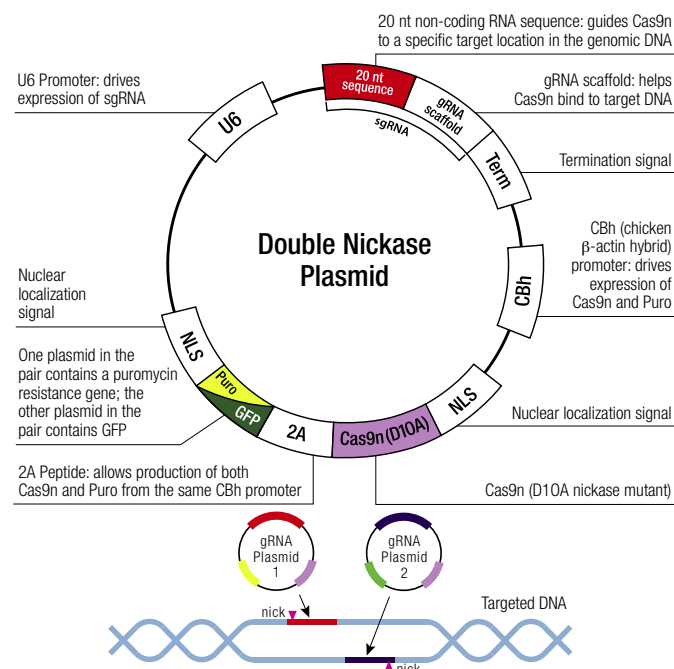 20 nt non-coding RNA sequence: guides Cas9n
to a specific target location in the genomic DNA
U6 Promoter: drives
expression of sgRNA
gRNA scaffold: helps
Cas9n bind to target DNA
20 nt
sequence
gRNA
scaffold
sgRNA
U6
Term
Termination signal
Double Nickase
Plasmid
CBh (chicken
β-actin hybrid)
promoter: drives
expression of
Cas9n and Puro
CBh
Nuclear
localization
signal
NLS
One plasmid in the
pair contains a puromycin
resistance gene; the
other plasmid in the
pair contains GFP
Puro
GFP
2A
Cas9n (D10A)
NLS
Nuclear localization signal
2A Peptide: allows production of both
Cas9n and Puro from the same CBh promoter
Cas9n (D10A nickase mutant)
gRNA
Plasmid
1
gRNA
Plasmid
2
Targeted DNA
nick
nick